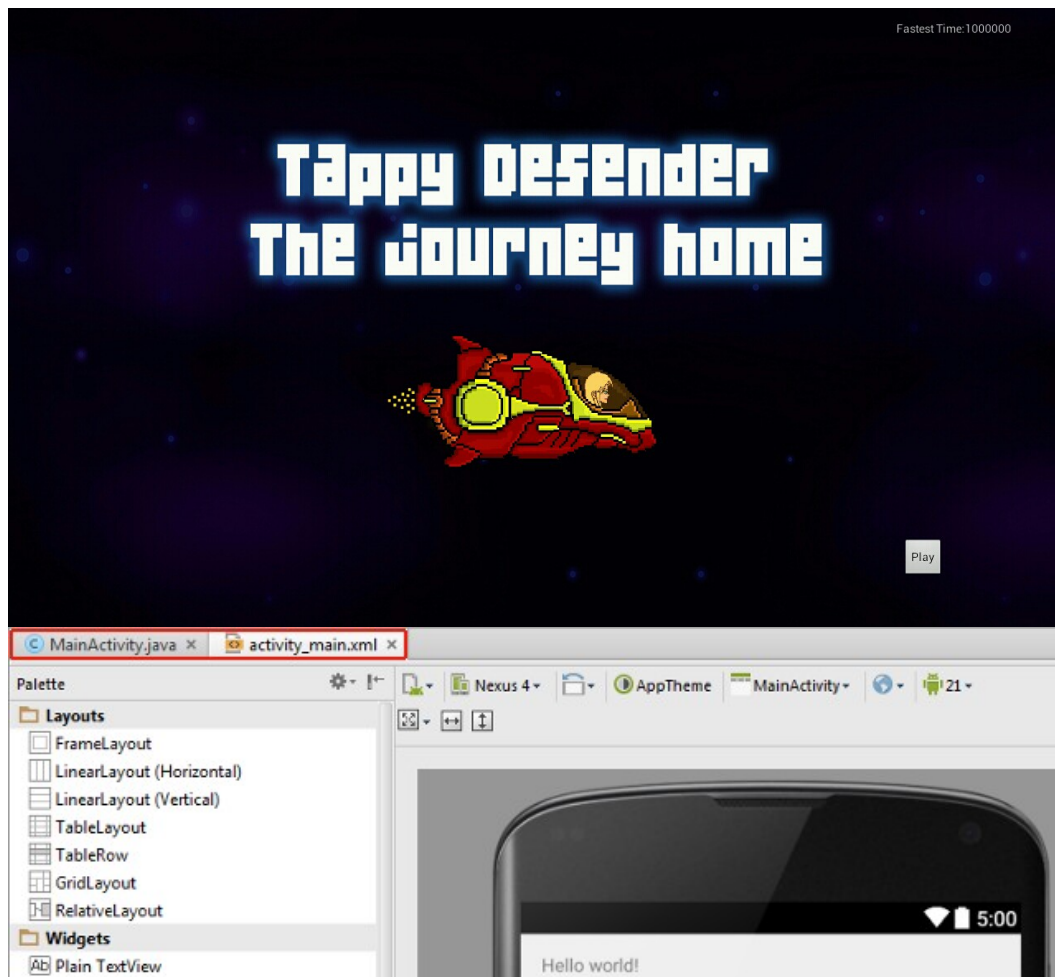 Fastest Time:1000000
Tappy Defender
The journey home
Play
MainActivity.java
activity_main.xml
Palette
Nexus 4
AppTheme
MainActivity
21
Layouts
FrameLayout
LinearLayout (Horizontal)
LinearLayout (Vertical)
TableLayout
TableRow
GridLayout
RelativeLayout
Widgets
Ab Plain TextView
5:00
Hello world!